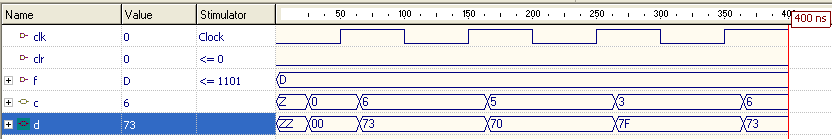 Name Value Stimulator 50 100 150 200 250 300 350 400
400 ns
clk 0 Clock
clr 0 <= 0
f D <= 1101 D
c 6 Z 0 6 5 3 6
d 73 ZZ 00 73 70 7F 73